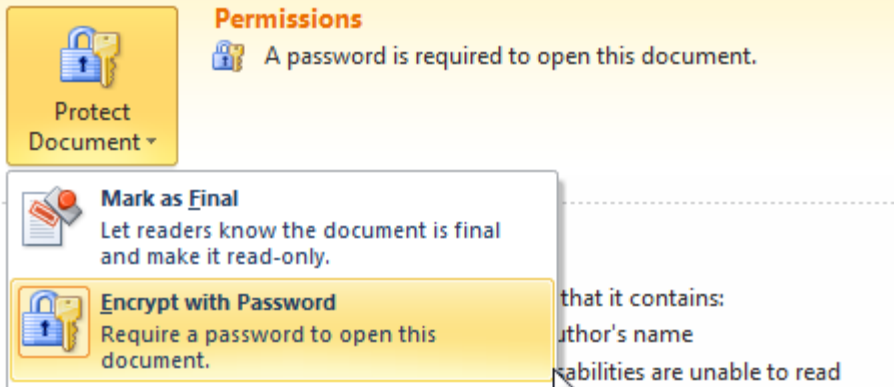 Permissions
A password is required to open this document.
Protect
Document
Mark as Final
Let readers know the document is final
and make it read-only.
Encrypt with Password
Require a password to open this
document.
that it contains:
uthor's name
sabilities are unable to read